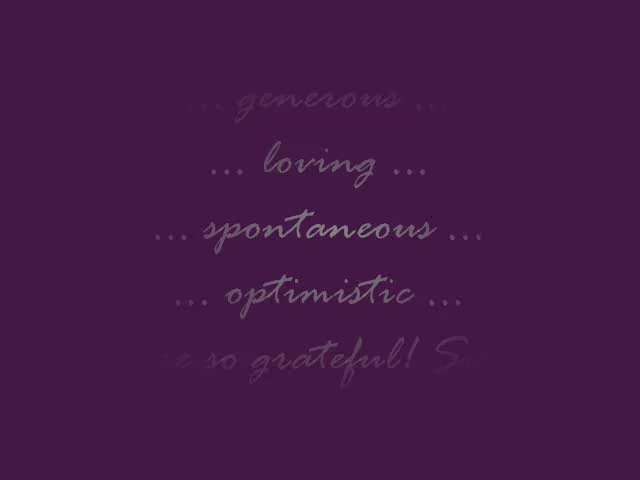 ... generous ...
... loving ...
... spontaneous ...
... optimistic ...
so grateful!